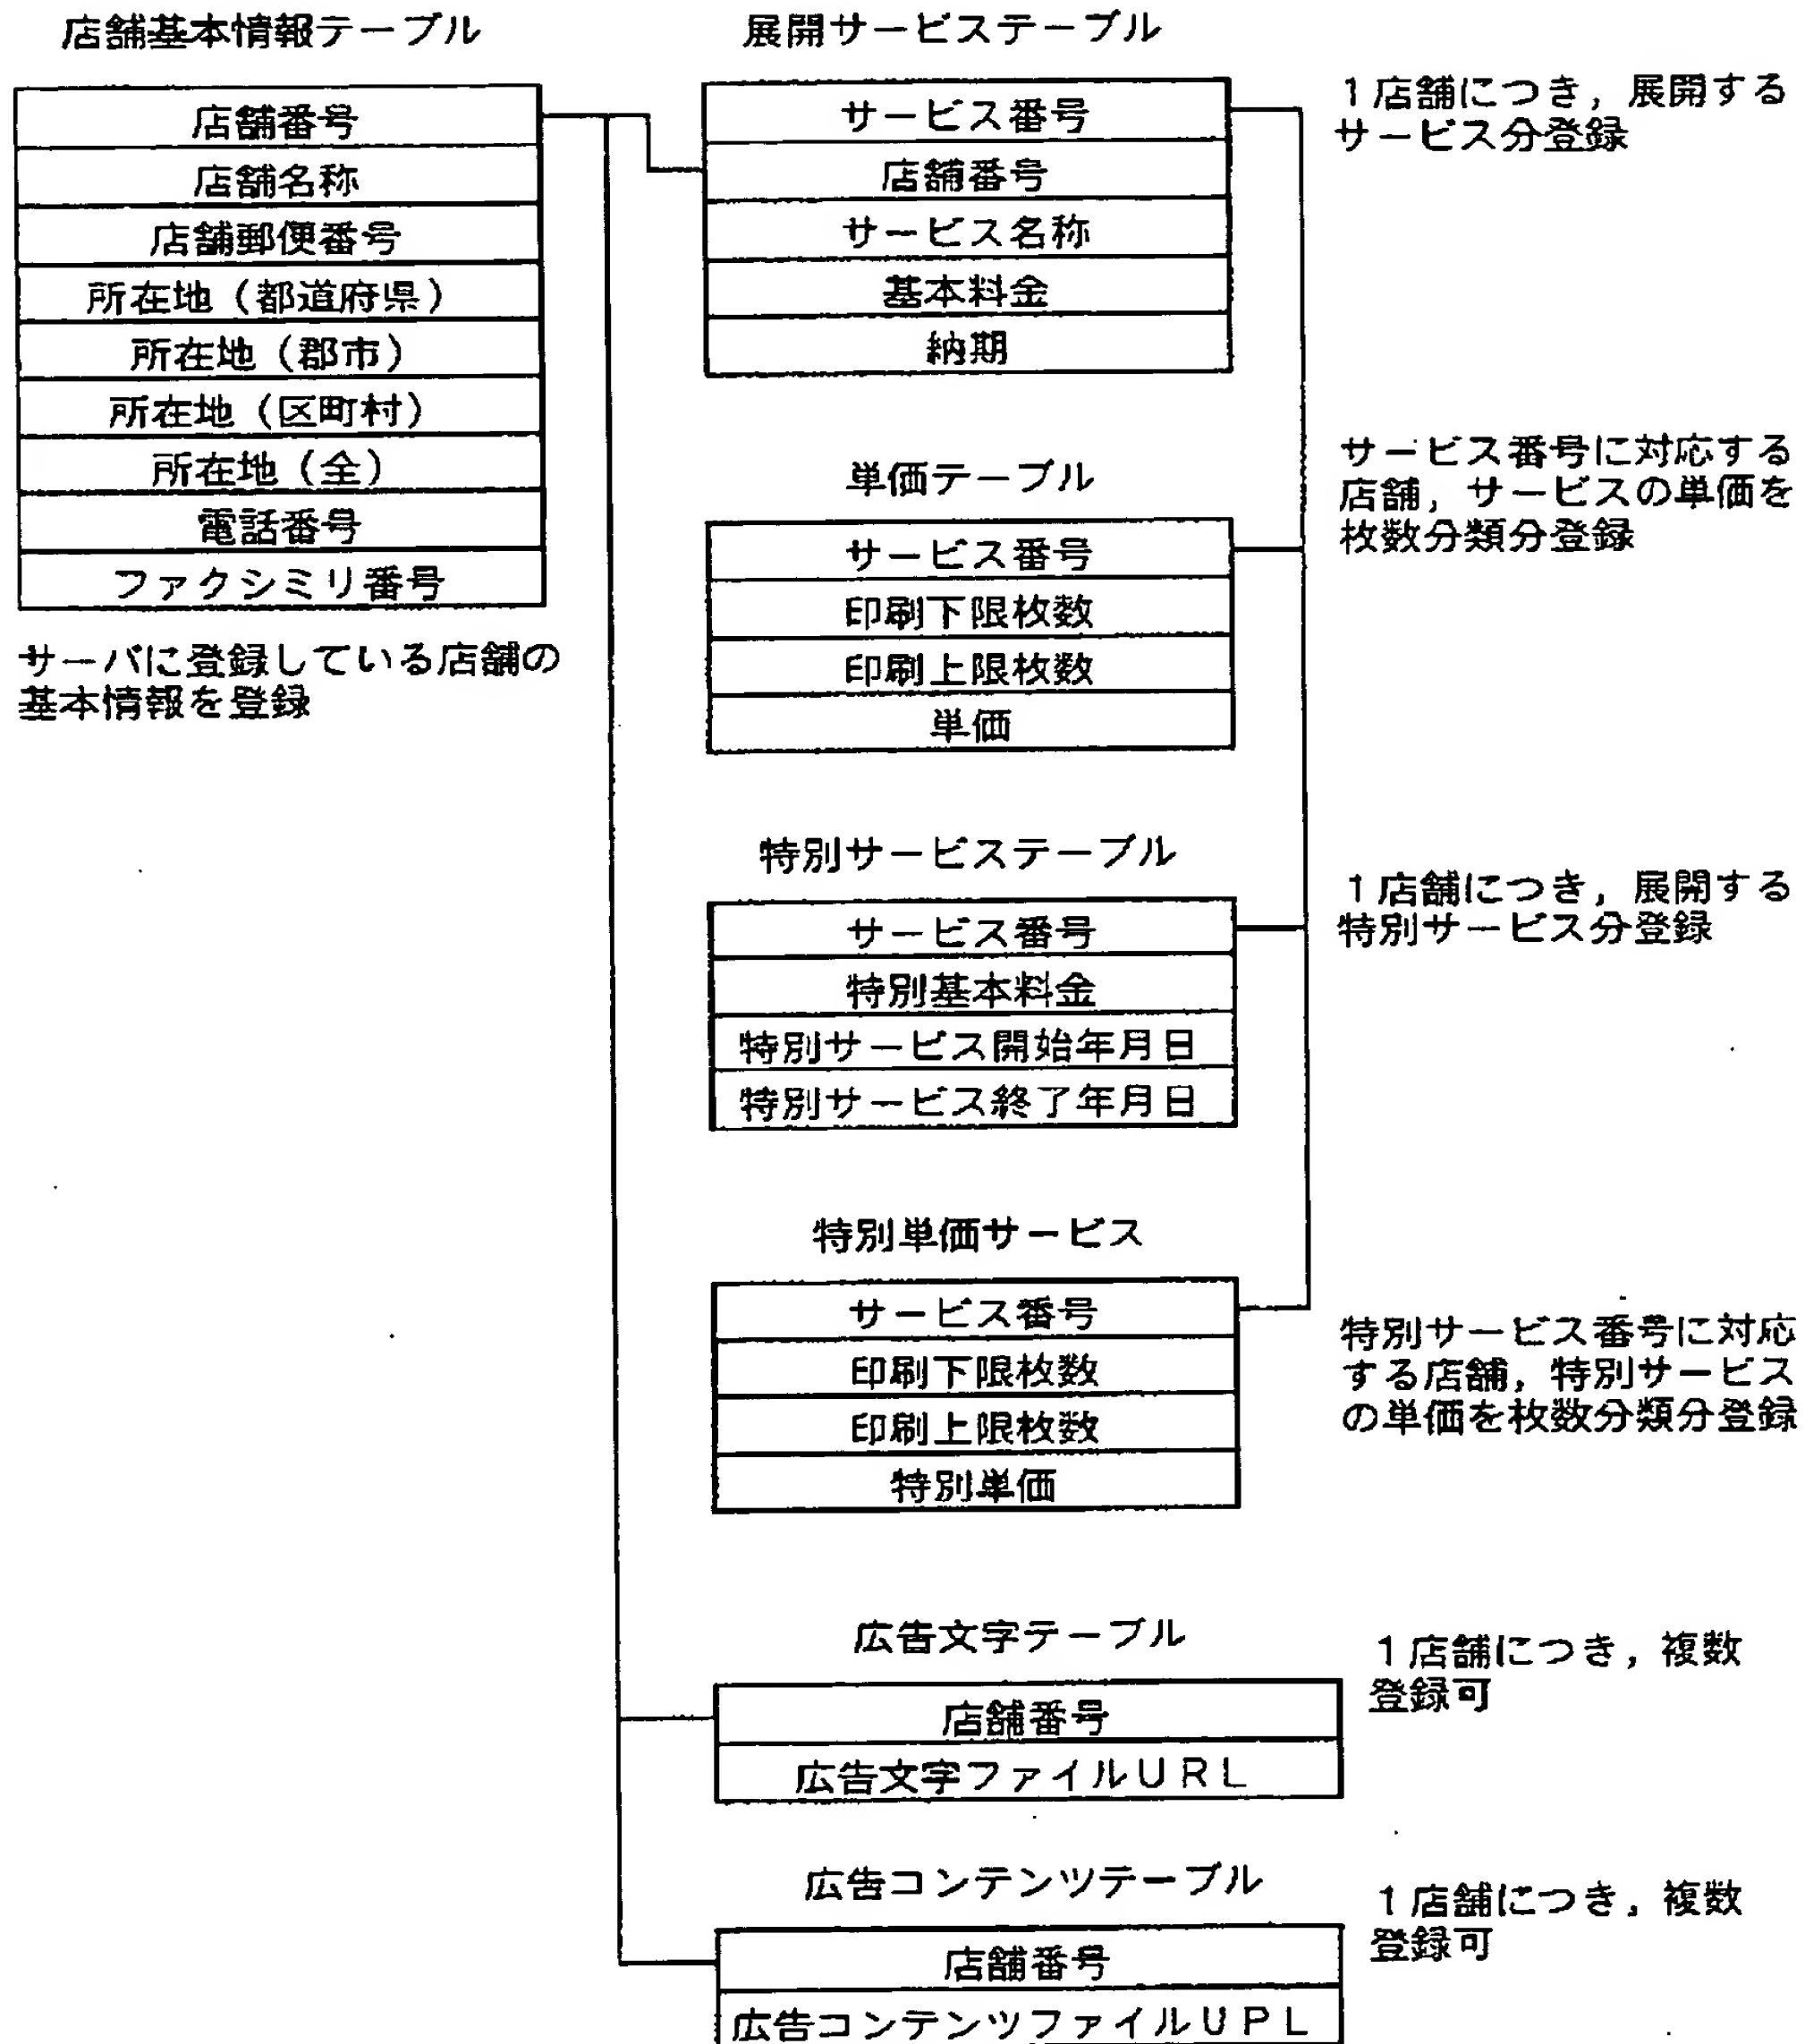 店舗基本情報テーブル
店舗番号
店舗名称
店舗郵便番号
所在地（都道府県）
所在地（郡市）
所在地（区町村）
所在地（全）
電話番号
ファクシミリ番号
サーバに登録している店舗の
基本情報を登録
展開サービステーブル
サービス番号
店舗番号
サービス名称
基本料金
納期
1店舗につき，展開する
サービス分登録
単価テーブル
サービス番号
印刷下限枚数
印刷上限枚数
単価
サービス番号に対応する
店舗，サービスの単価を
枚数分類分登録
特別サービステーブル
サービス番号
特別基本料金
特別サービス開始年月日
特別サービス終了年月日
1店舗につき，展開する
特別サービス分登録
特別単価サービス
サービス番号
印刷下限枚数
印刷上限枚数
特別単価
特別サービス番号に対応
する店舗，特別サービス
の単価を枚数分類分登録
広告文字テーブル
店舗番号
広告文字ファイルＵＲＬ
1店舗につき，複数
登録可
広告コンテンツテーブル
店舗番号
広告コンテンツファイルＵＰＬ
1店舗につき，複数
登録可